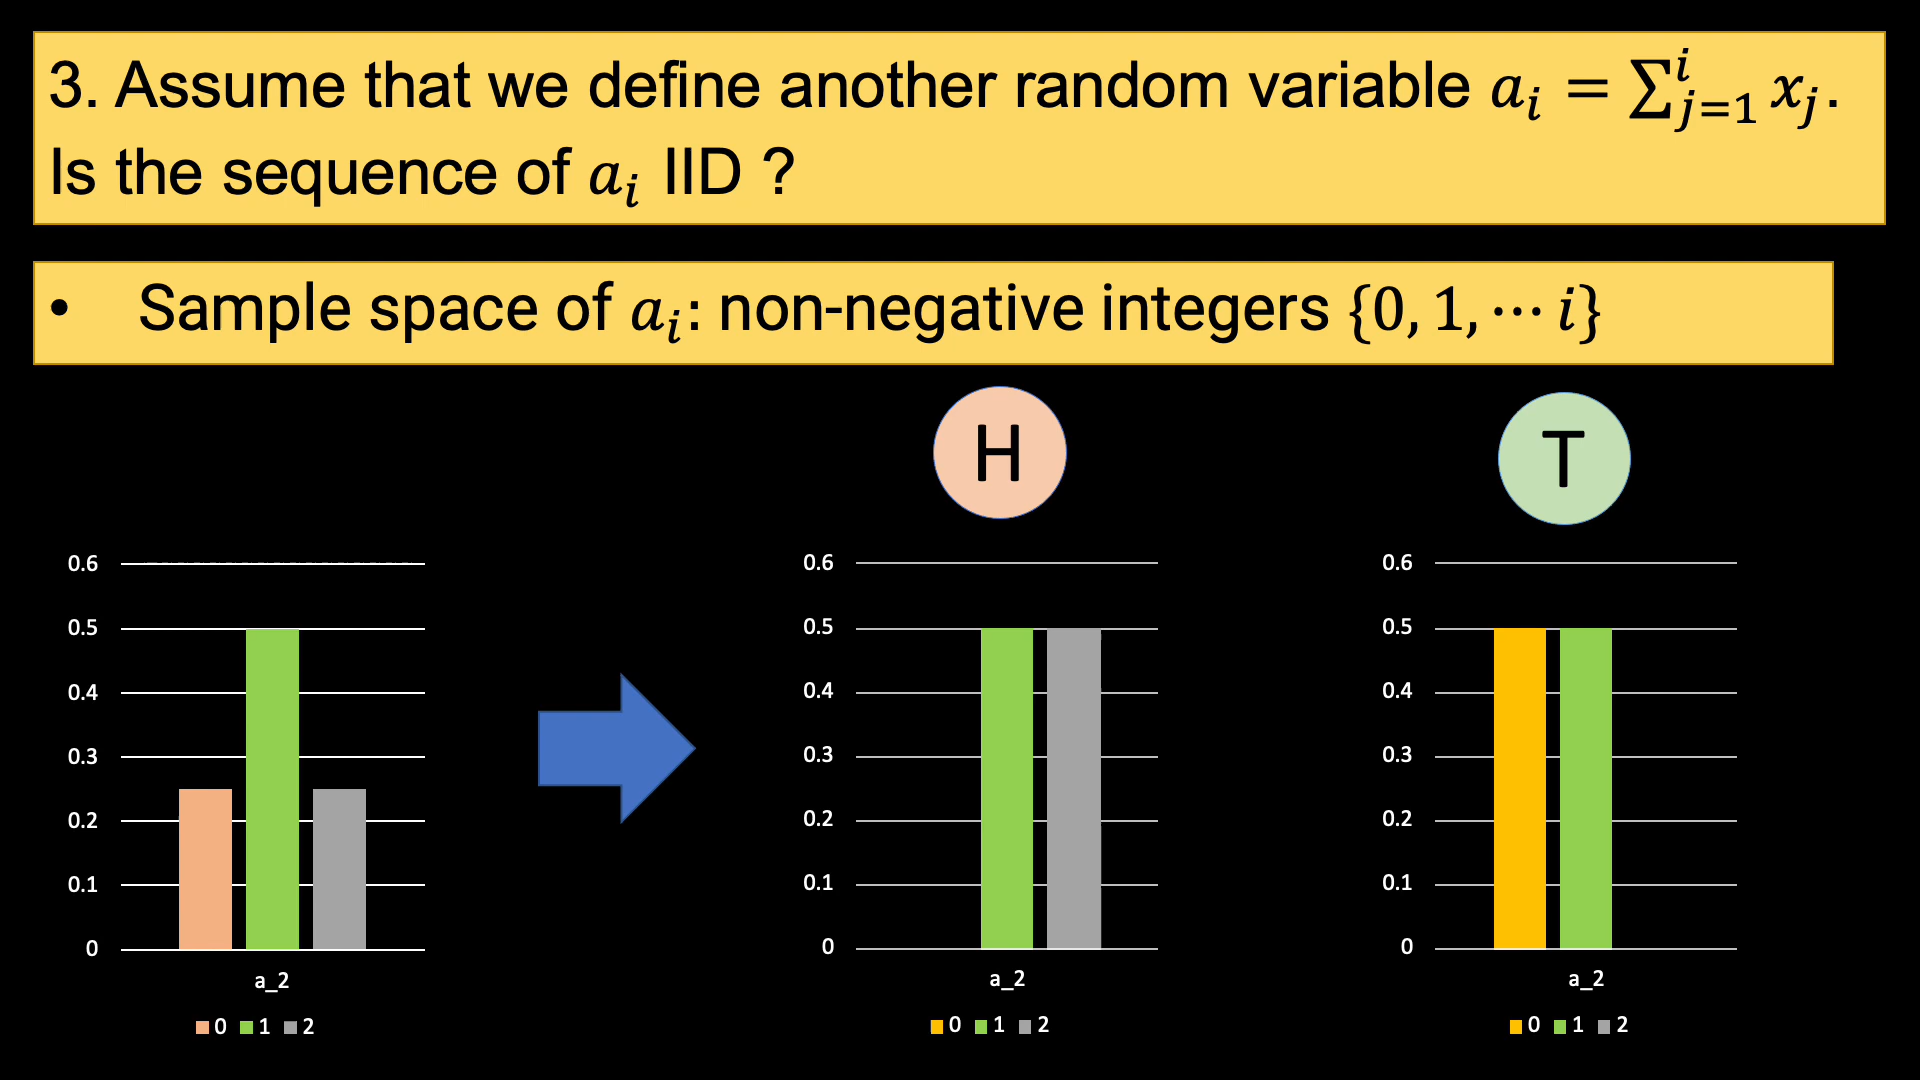 3. Assume that we define another random variable $a_i = \sum_{j=1}^{i} x_j$.
Is the sequence of $a_i$ IID ?
• Sample space of $a_i$: non-negative integers $\{0, 1, \cdots i\}$
H
T
0.6
0.5
0.4
0.3
0.2
0.1
0
a_2
0 1 2
0.6
0.5
0.4
0.3
0.2
0.1
0
a_2
0 1 2
0.6
0.5
0.4
0.3
0.2
0.1
0
a_2
0 1 2